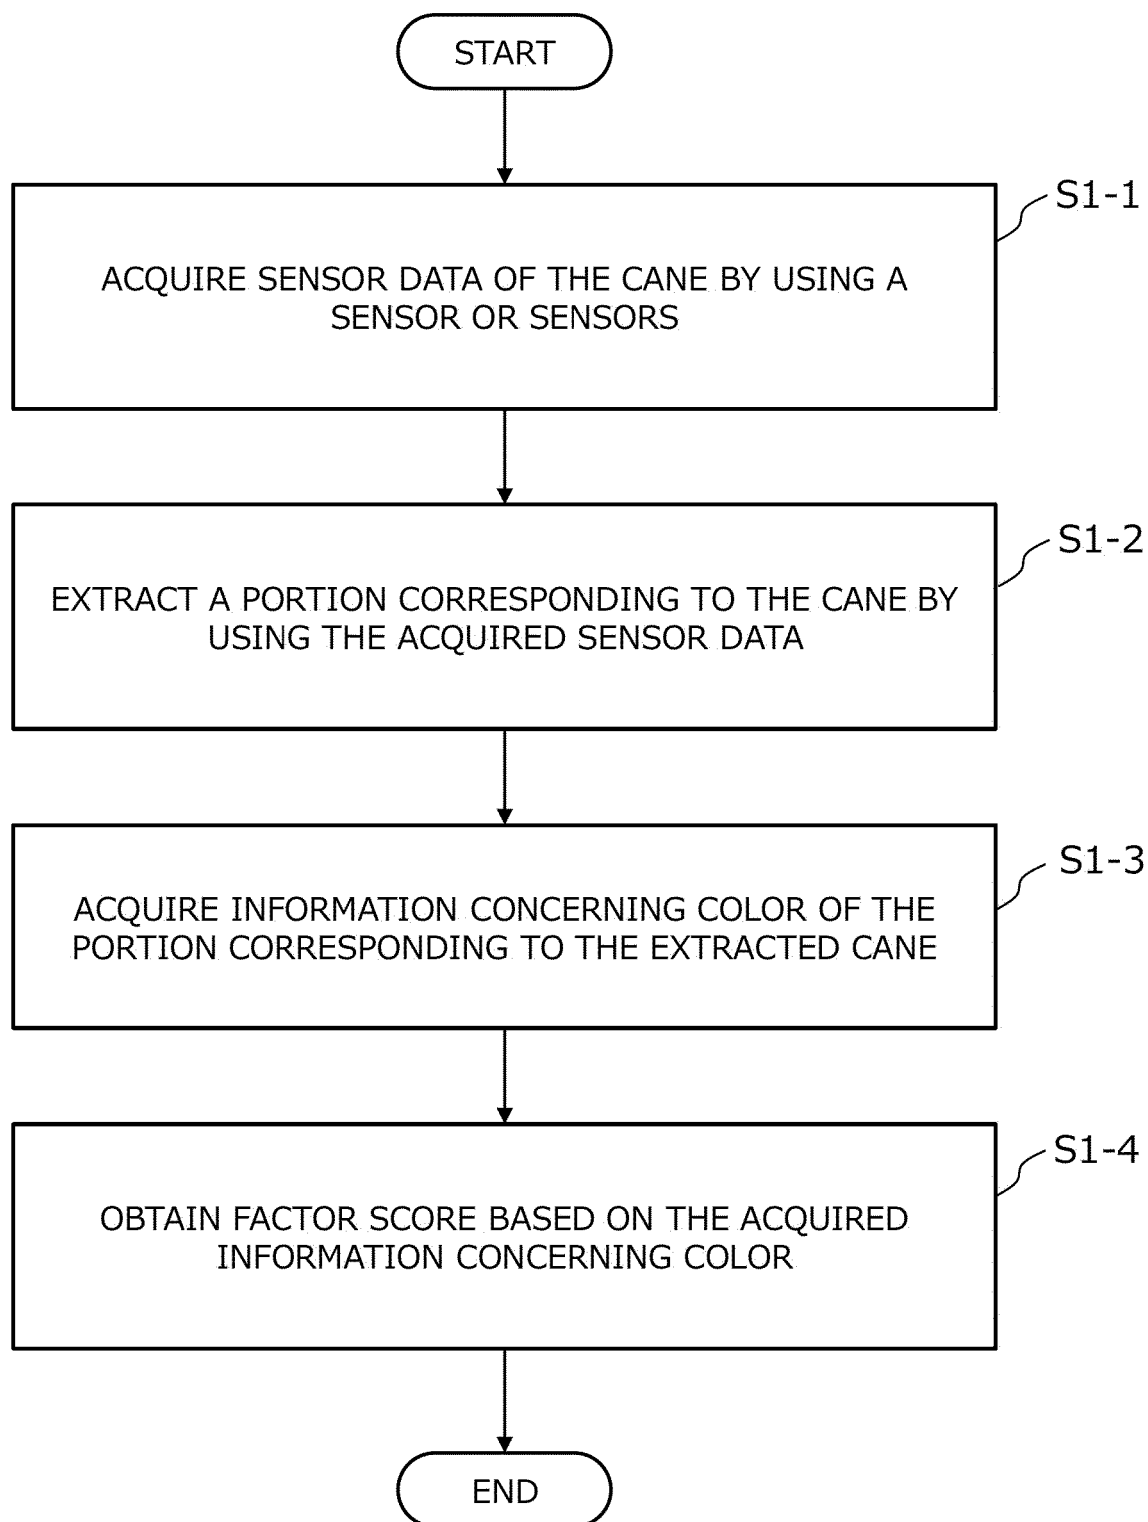 START
S1-1
ACQUIRE SENSOR DATA OF THE CANE BY USING A
SENSOR OR SENSORS
S1-2
EXTRACT A PORTION CORRESPONDING TO THE CANE BY
USING THE ACQUIRED SENSOR DATA
S1-3
ACQUIRE INFORMATION CONCERNING COLOR OF THE
PORTION CORRESPONDING TO THE EXTRACTED CANE
S1-4
OBTAIN FACTOR SCORE BASED ON THE ACQUIRED
INFORMATION CONCERNING COLOR
END